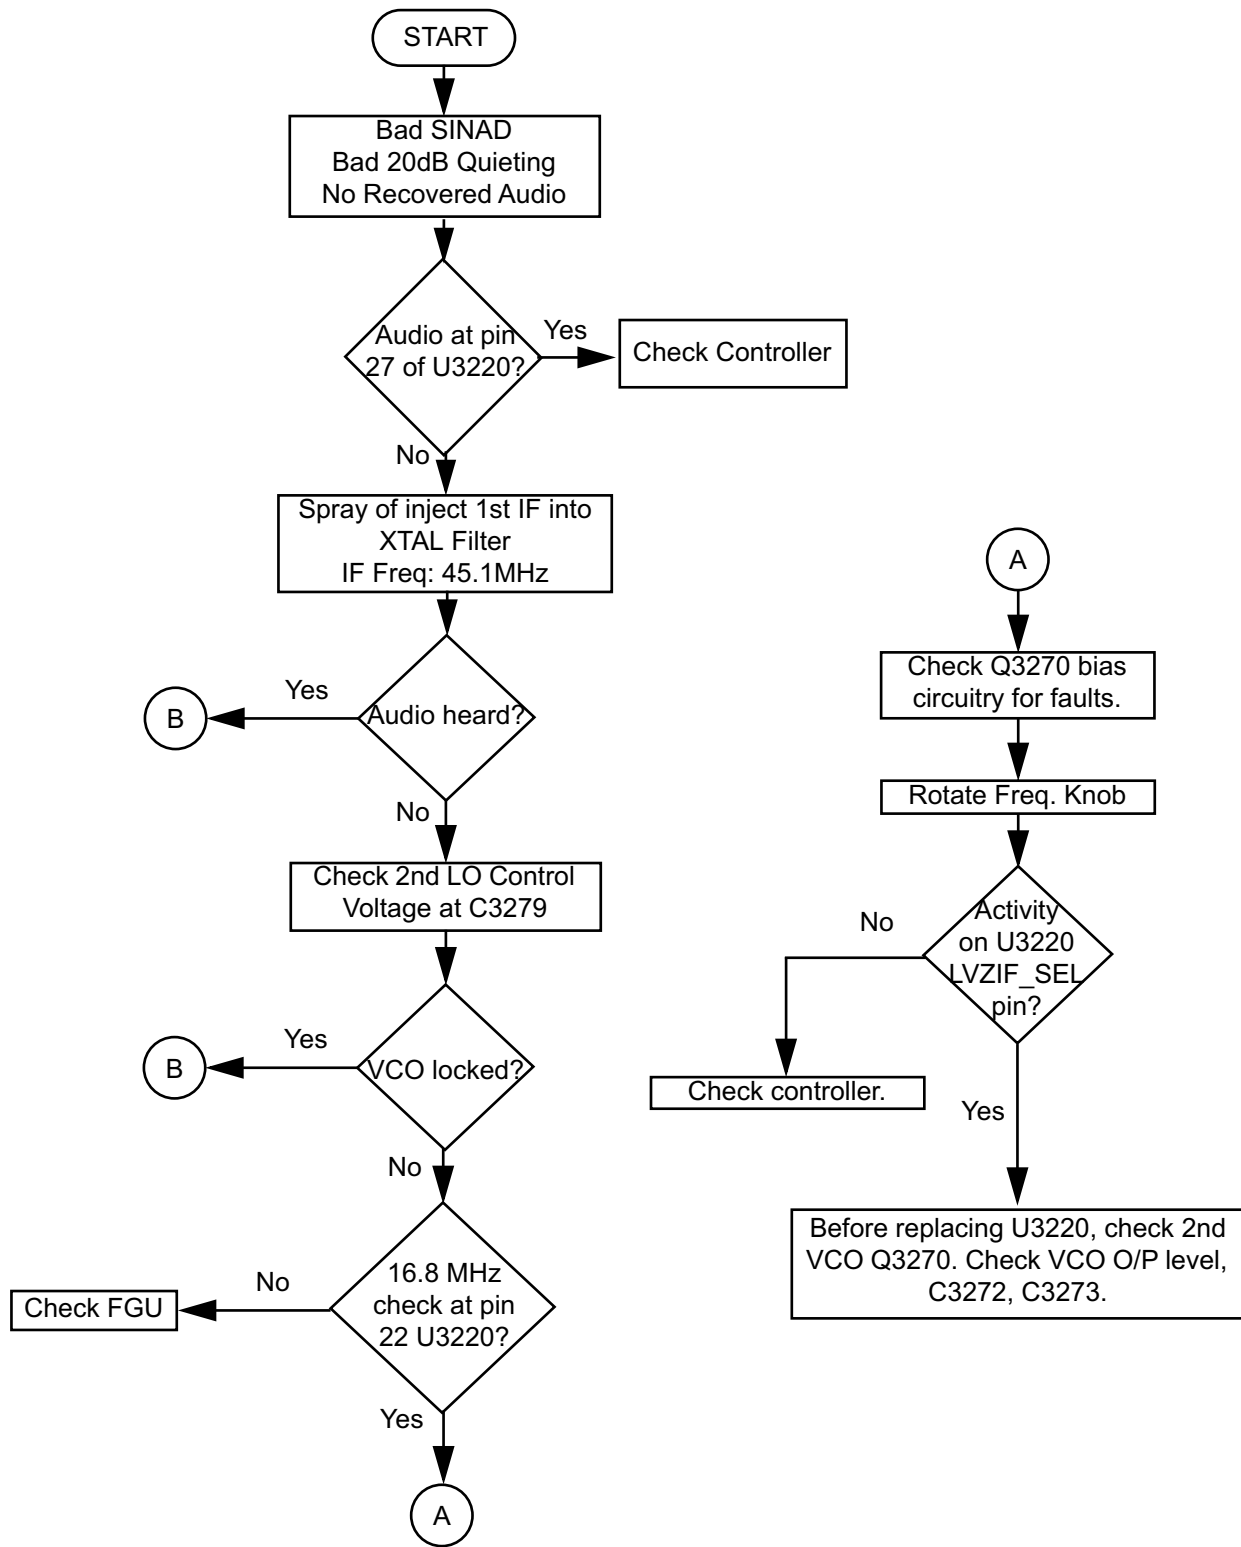 START
Bad SINAD
Bad 20dB Quieting
No Recovered Audio
Audio at pin
27 of U3220?
Yes
Check Controller
No
Spray of inject 1st IF into
XTAL Filter
IF Freq: 45.1MHz
Audio heard?
Yes
B
No
Check 2nd LO Control
Voltage at C3279
VCO locked?
Yes
B
No
16.8 MHz
check at pin
22 U3220?
No
Check FGU
Yes
A
A
Check Q3270 bias
circuitry for faults.
Rotate Freq. Knob
Activity
on U3220
LVZIF_SEL
pin?
No
Check controller.
Yes
Before replacing U3220, check 2nd
VCO Q3270. Check VCO O/P level,
C3272, C3273.